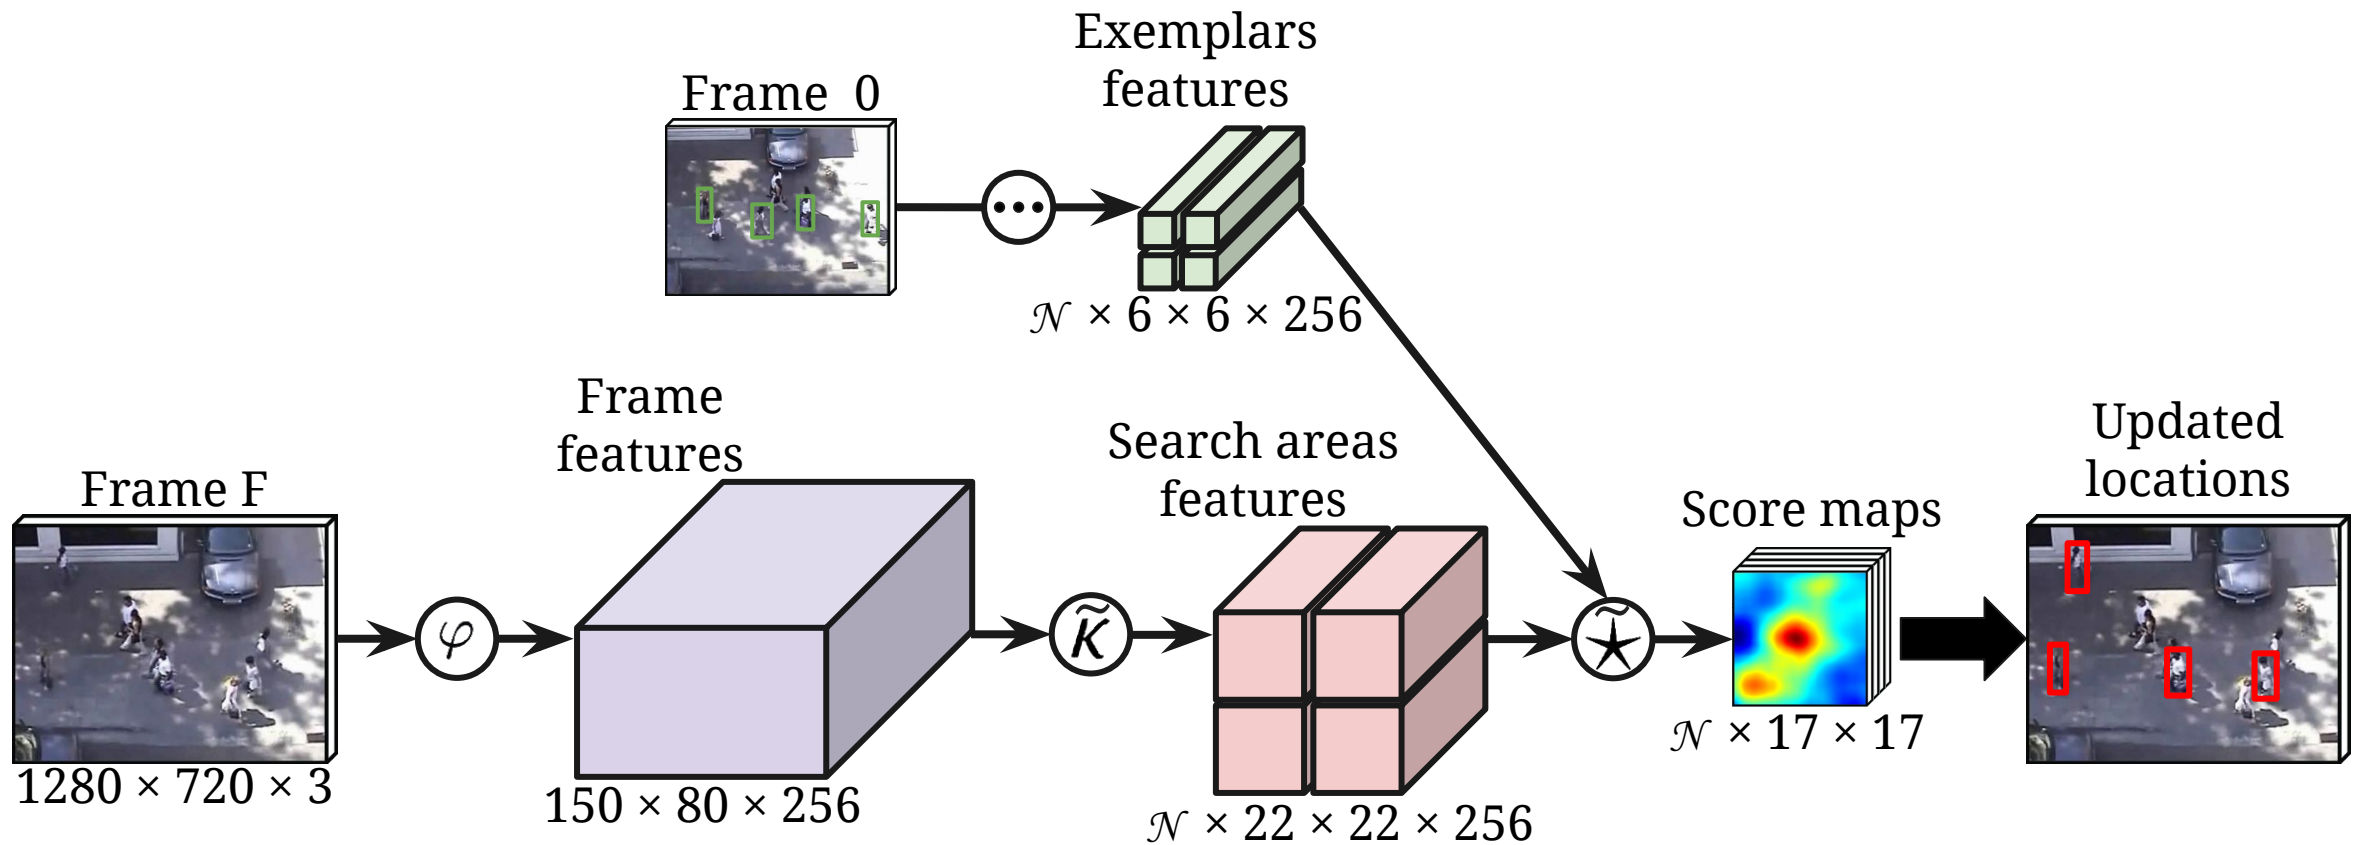 Exemplars
features
Frame 0
𝒩 × 6 × 6 × 256
Frame
features
Search areas
features
Updated
locations
Frame F
Score maps
φ
K̃
⋆̃
1280 × 720 × 3
150 × 80 × 256
𝒩 × 22 × 22 × 256
𝒩 × 17 × 17